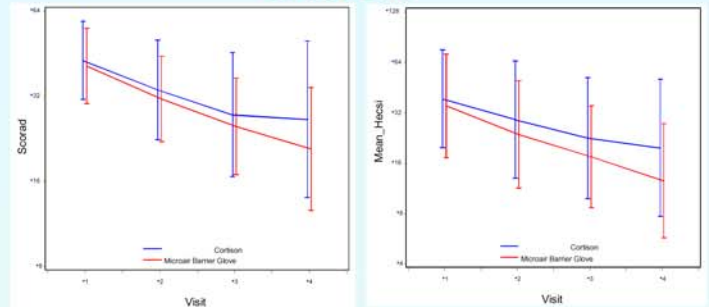 +64
+32
+16
+8
Scorad
Cortison
Microair Barrier Glove
+1
+2
+3
+4
Visit
+128
+64
+32
+16
+8
+4
Mean_Hecsi
Cortison
Microair Barrier Glove
+1
+2
+3
+4
Visit